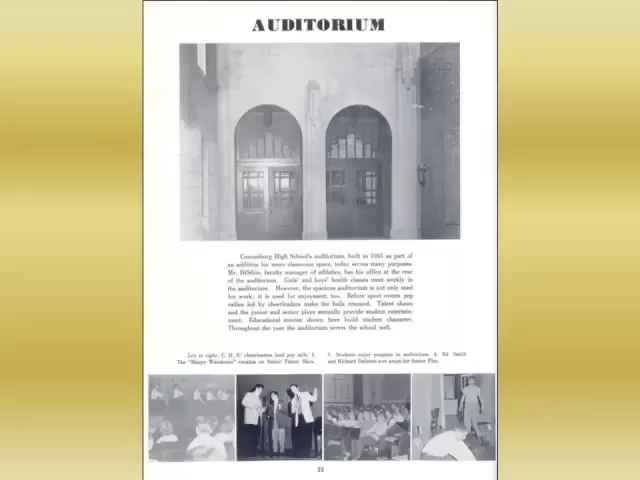 AUDITORIUM
Canonsburg High School's auditorium, built in 1931 as part of
an addition for more classroom space, today serves many purposes.
Mr. DiSilio, faculty manager of athletics, has his office at the rear
of the auditorium. Girls' and boys' health classes meet weekly in
the auditorium. However, the spacious auditorium is not only used
for work; it is used for enjoyment, too. Before sport events pep
rallies led by cheerleaders make the halls resound. Talent shows
and the junior and senior plays annually provide student entertain-
ment. Educational movies shown here build student character.
Throughout the year the auditorium serves the school well.
Left to right: C. H. S.' cheerleaders lead pep rally. 2.
The "Happy Wanderers" vocalize on Senior Talent Show.
3. Students enjoy program in auditorium. 4. Ed Smith
and Richard sort props for Senior Play.
22